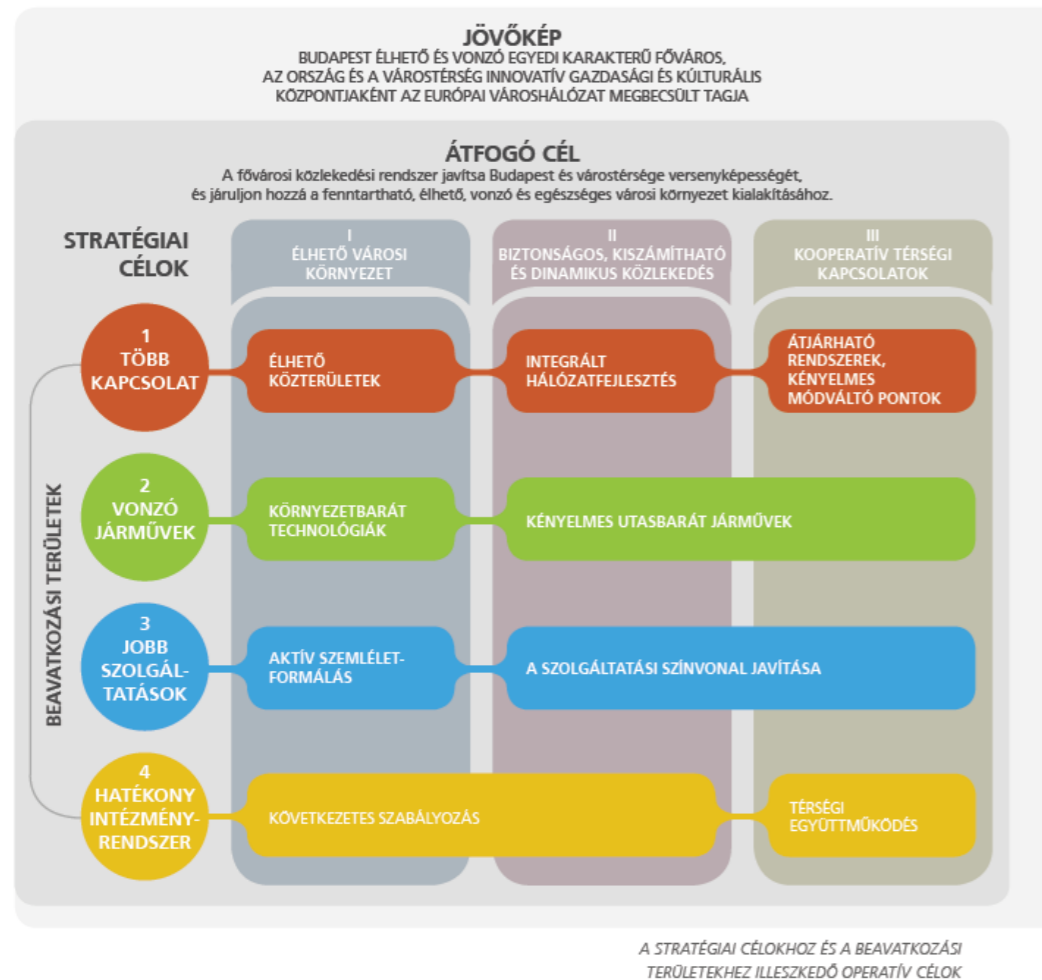 JÖVŐKÉP
BUDAPEST ÉLHETŐ ÉS VONZÓ EGYEDI KARAKTERŰ FŐVÁROS,
AZ ORSZÁG ÉS A VÁROSTÉRSÉG INNOVATÍV GAZDASÁGI ÉS KÚLTURÁLIS
KÖZPONTJAKÉNT AZ EURÓPAI VÁROSHÁLÓZAT MEGBECSÜLT TAGJA
ÁTFOGÓ CÉL
A fővárosi közlekedési rendszer javítsa Budapest és várostérsége versenyképességét,
és járuljon hozzá a fenntartható, élhető, vonzó és egészséges városi környezet kialakításához.
STRATÉGIAI
CÉLOK
I
ÉLHETŐ VÁROSI
KÖRNYEZET
II
BIZTONSÁGOS, KISZÁMÍTHATÓ
ÉS DINAMIKUS KÖZLEKEDÉS
III
KOOPERATÍV TÉRSÉGI
KAPCSOLATOK
BEAVATKOZÁSI TERÜLETEK
1
TÖBB
KAPCSOLAT
ÉLHETŐ
KÖZTERÜLETEK
INTEGRÁLT
HÁLÓZATFEJLESZTÉS
ÁTJÁRHATÓ
RENDSZEREK,
KÉNYELMES
MÓDVÁLTÓ PONTOK
2
VONZÓ
JÁRMŰVEK
KÖRNYEZETBARÁT
TECHNOLÓGIÁK
KÉNYELMES UTASBARÁT JÁRMŰVEK
3
JOBB
SZOLGÁL-
TATÁSOK
AKTÍV SZEMLÉLET-
FORMÁLÁS
A SZOLGÁLTATÁSI SZÍNVONAL JAVÍTÁSA
4
HATÉKONY
INTÉZMÉNY-
RENDSZER
KÖVETKEZETES SZABÁLYOZÁS
TÉRSÉGI
EGYÜTTMŰKÖDÉS
A STRATÉGIAI CÉLOKHOZ ÉS A BEAVATKOZÁSI
TERÜLETEKHEZ ILLESZKEDŐ OPERATÍV CÉLOK